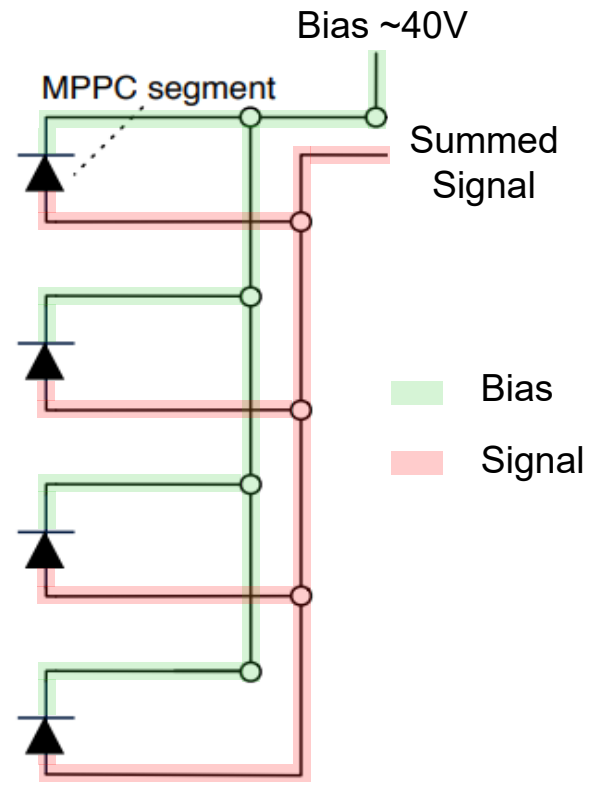 Bias ~40V
MPPC segment
Summed
Signal
Bias
Signal